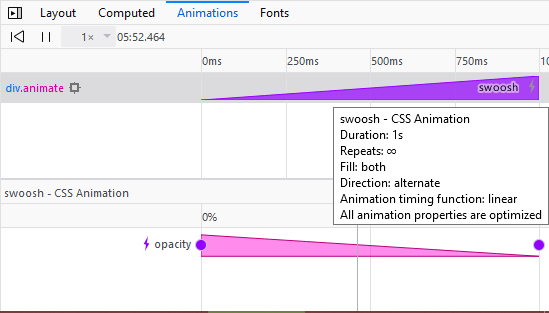 Layout Computed Animations Fonts
1× 05:52.464
0ms 250ms 500ms 750ms 10
div.animate swoosh
swoosh - CSS Animation
Duration: 1s
Repeats: ∞
Fill: both
Direction: alternate
Animation timing function: linear
All animation properties are optimized
swoosh - CSS Animation
0%
opacity